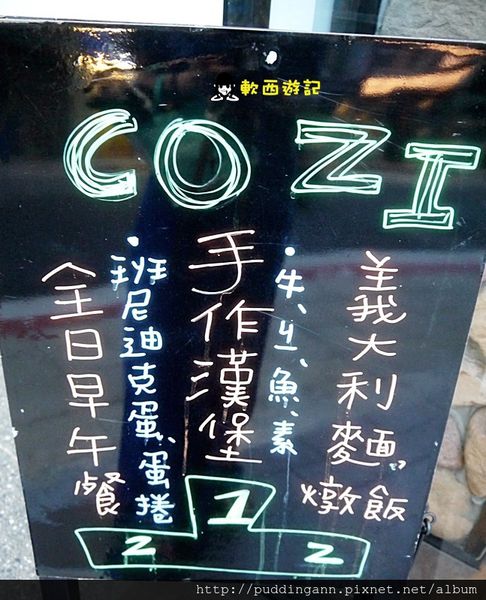 軟西遊記
COZI
義大利麵
燉飯
・牛、ㄐ、魚、素
手作漢堡
・班尼迪克蛋、蛋捲
全日早午餐
1
2 2
http://puddingann.pixnet.net/album